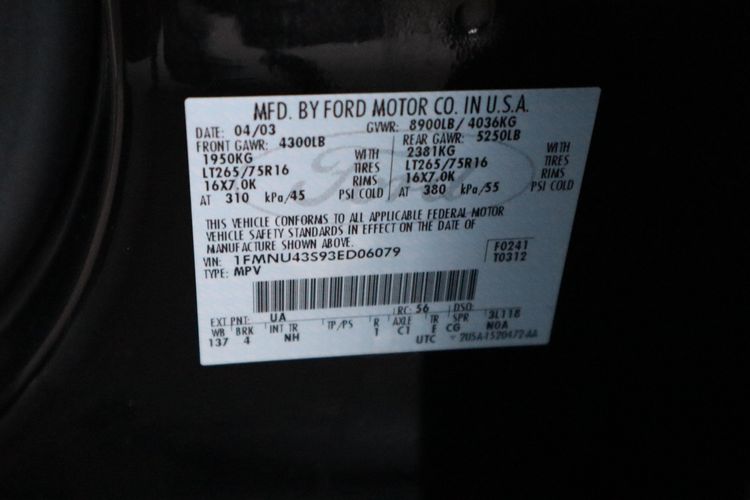 MFD. BY FORD MOTOR CO. IN U.S.A.
DATE: 04/03 GVWR: 8900LB/ 4036KG
FRONT GAWR: 4300LB REAR GAWR: 5250LB
1950KG WITH 2381KG WITH
LT265/75R16 TIRES LT265/75R16 TIRES
16X7.0K RIMS 16X7.0K RIMS
AT 310 kPa/45 PSI COLD AT 380 kPa/55 PSI COLD
Ford
THIS VEHICLE CONFORMS TO ALL APPLICABLE FEDERAL MOTOR
VEHICLE SAFETY STANDARDS IN EFFECT ON THE DATE OF
MANUFACTURE SHOWN ABOVE.
VIN: 1FMNU43S93ED06079 F0241
TYPE: MPV T0312
EXT PNT: UA RC: 56 DSO:
WB BRK INT TR TP/PS R AXLE TR SPR 3L118
137 4 NH T C1 E CG N0A
UTC